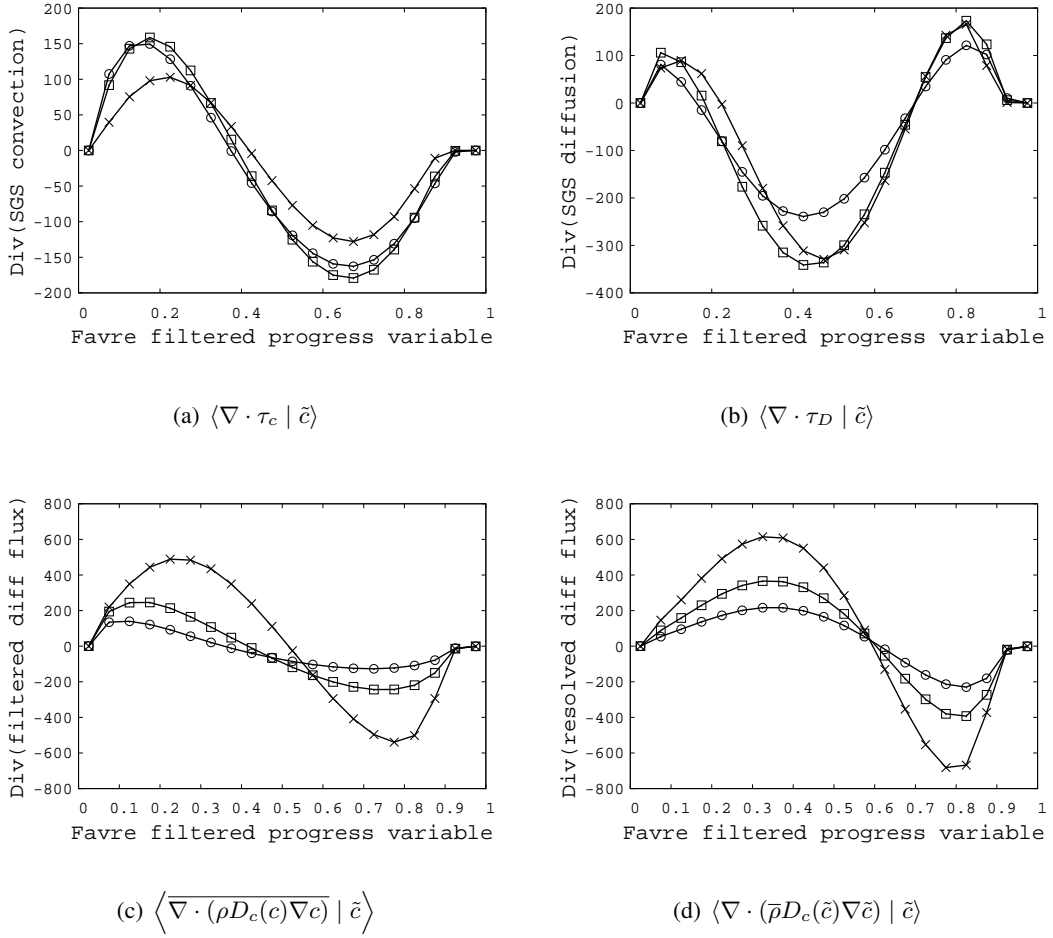 Div(SGS convection)
200
150
100
50
0
-50
-100
-150
-200
0 0.2 0.4 0.6 0.8 1
Favre filtered progress variable
(a) ⟨∇ · τ_c | c̃⟩
Div(SGS diffusion)
200
100
0
-100
-200
-300
-400
0 0.2 0.4 0.6 0.8 1
Favre filtered progress variable
(b) ⟨∇ · τ_D | c̃⟩
Div(filtered diff flux)
800
600
400
200
0
-200
-400
-600
-800
0 0.1 0.2 0.3 0.4 0.5 0.6 0.7 0.8 0.9 1
Favre filtered progress variable
(c) ⟨\overline{∇ · (ρD_c(c)∇c)} | c̃⟩
Div(resolved diff flux)
800
600
400
200
0
-200
-400
-600
-800
0 0.1 0.2 0.3 0.4 0.5 0.6 0.7 0.8 0.9 1
Favre filtered progress variable
(d) ⟨∇ · (ρ̅D_c(c̃)∇c̃) | c̃⟩